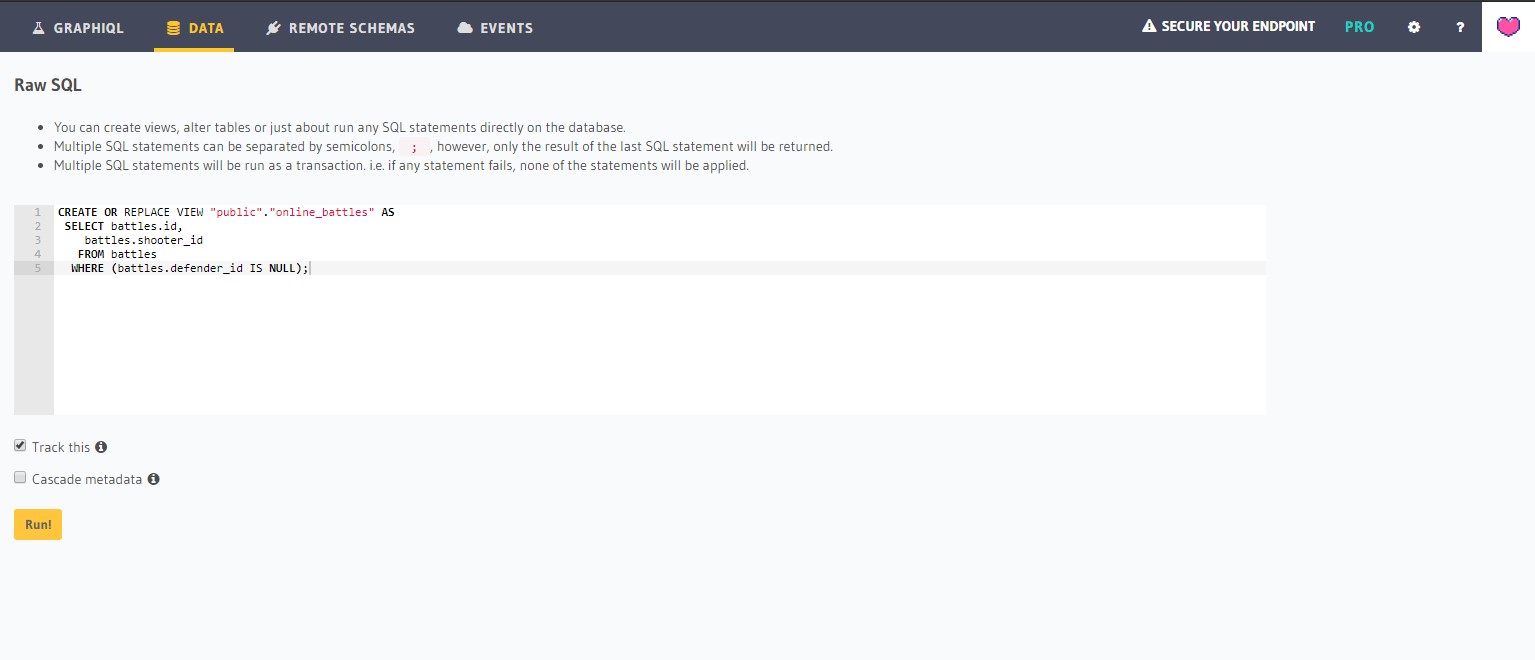 GRAPHIQL DATA REMOTE SCHEMAS EVENTS SECURE YOUR ENDPOINT PRO ?
Raw SQL
• You can create views, alter tables or just about run any SQL statements directly on the database.
• Multiple SQL statements can be separated by semicolons, ; , however, only the result of the last SQL statement will be returned.
• Multiple SQL statements will be run as a transaction. i.e. if any statement fails, none of the statements will be applied.
1 CREATE OR REPLACE VIEW "public"."online_battles" AS
2 SELECT battles.id,
3 battles.shooter_id
4 FROM battles
5 WHERE (battles.defender_id IS NULL);
Track this
Cascade metadata
Run!